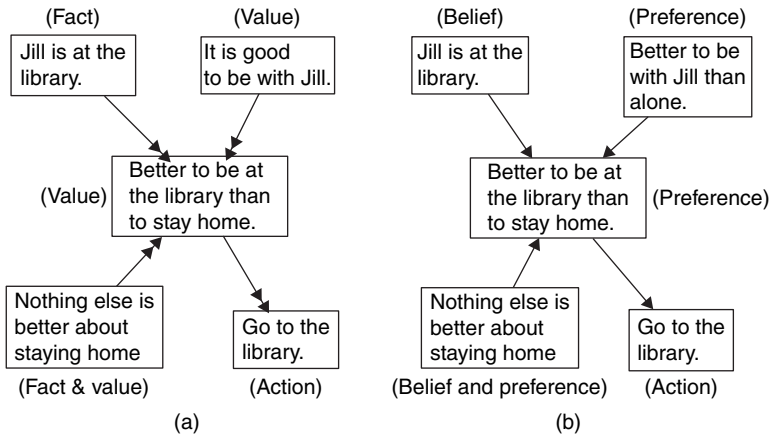 (Fact)
(Value)
Jill is at the
library.
It is good
to be with Jill.
(Value)
Better to be at
the library than
to stay home.
Nothing else is
better about
staying home
Go to the
library.
(Fact & value)
(Action)
(a)
(Belief)
(Preference)
Jill is at the
library.
Better to be
with Jill than
alone.
Better to be at
the library than
to stay home.
(Preference)
Nothing else is
better about
staying home
Go to the
library.
(Belief and preference)
(Action)
(b)